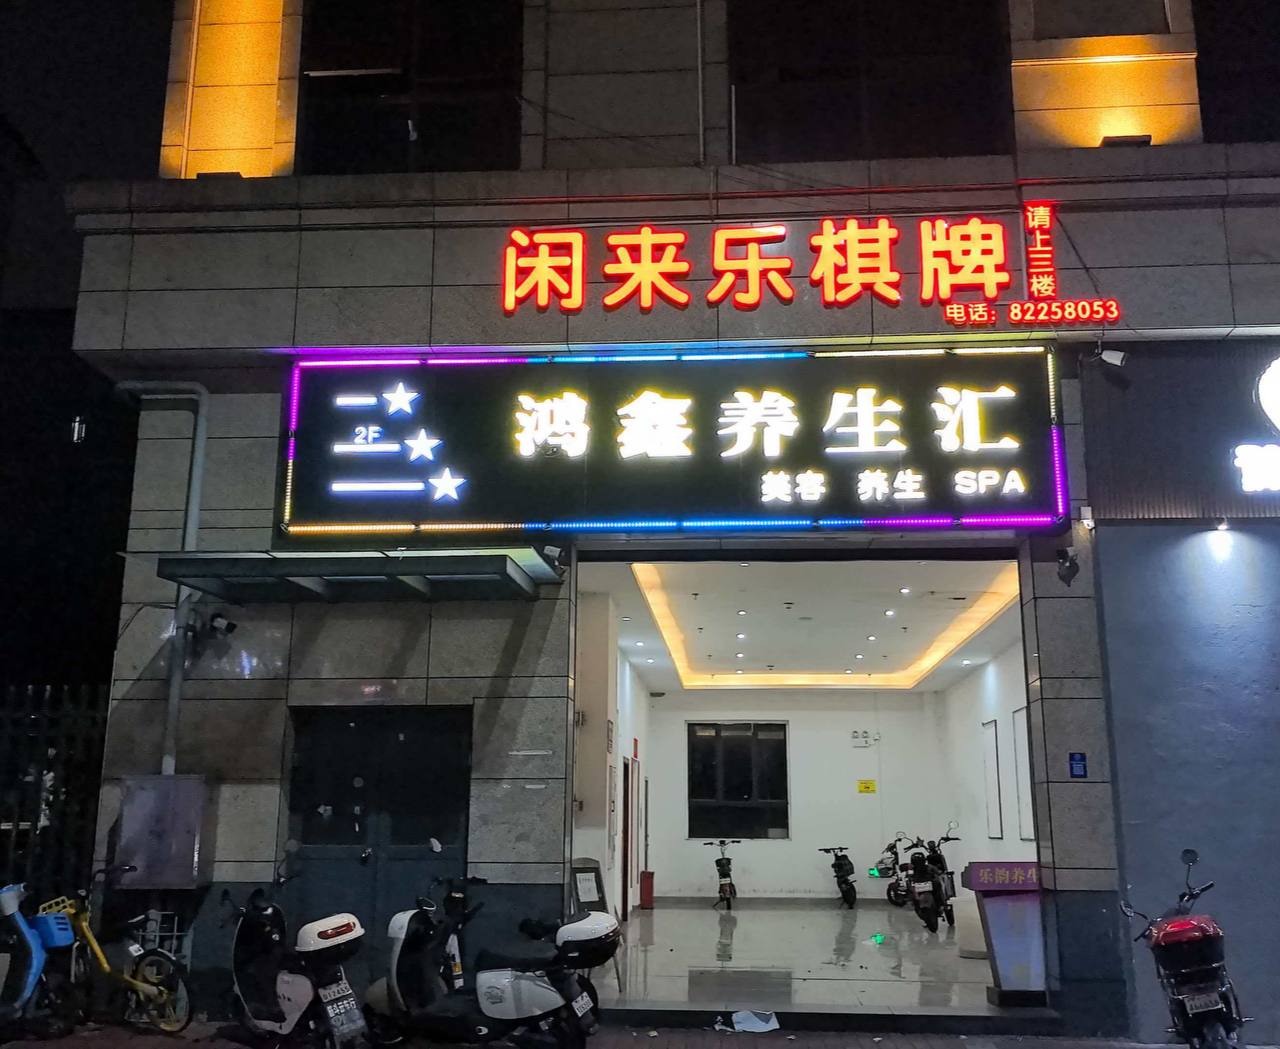 闲来乐棋牌
请上三楼
电话：82258053
2F
鸿鑫养生汇
美容 养生 SPA
乐韵养生